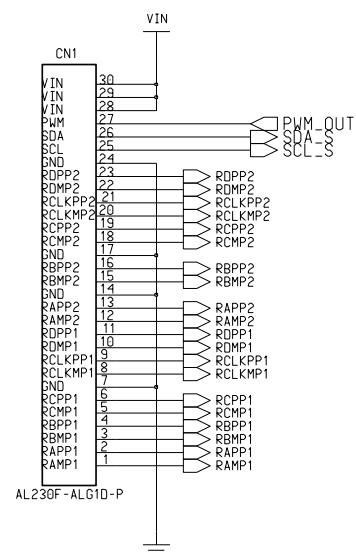 VIN
CN1
VIN 30
VIN 29
VIN 28
PWM 27 PWM_OUT
SDA 26 SDA_S
SCL 25 SCL_S
GND 24
RDPP2 23 RDPP2
RDMP2 22 RDMP2
RCLKPP2 21 RCLKPP2
RCLKMP2 20 RCLKMP2
RCPP2 19 RCPP2
RCMP2 18 RCMP2
GND 17
RBPP2 16 RBPP2
RBMP2 15 RBMP2
GND 14
RAPP2 13 RAPP2
RAMP2 12 RAMP2
RDPP1 11 RDPP1
RDMP1 10 RDMP1
RCLKPP1 9 RCLKPP1
RCLKMP1 8 RCLKMP1
GND 7
RCPP1 6 RCPP1
RCMP1 5 RCMP1
RBPP1 4 RBPP1
RBMP1 3 RBMP1
RAPP1 2 RAPP1
RAMP1 1 RAMP1
AL230F-ALG1D-P